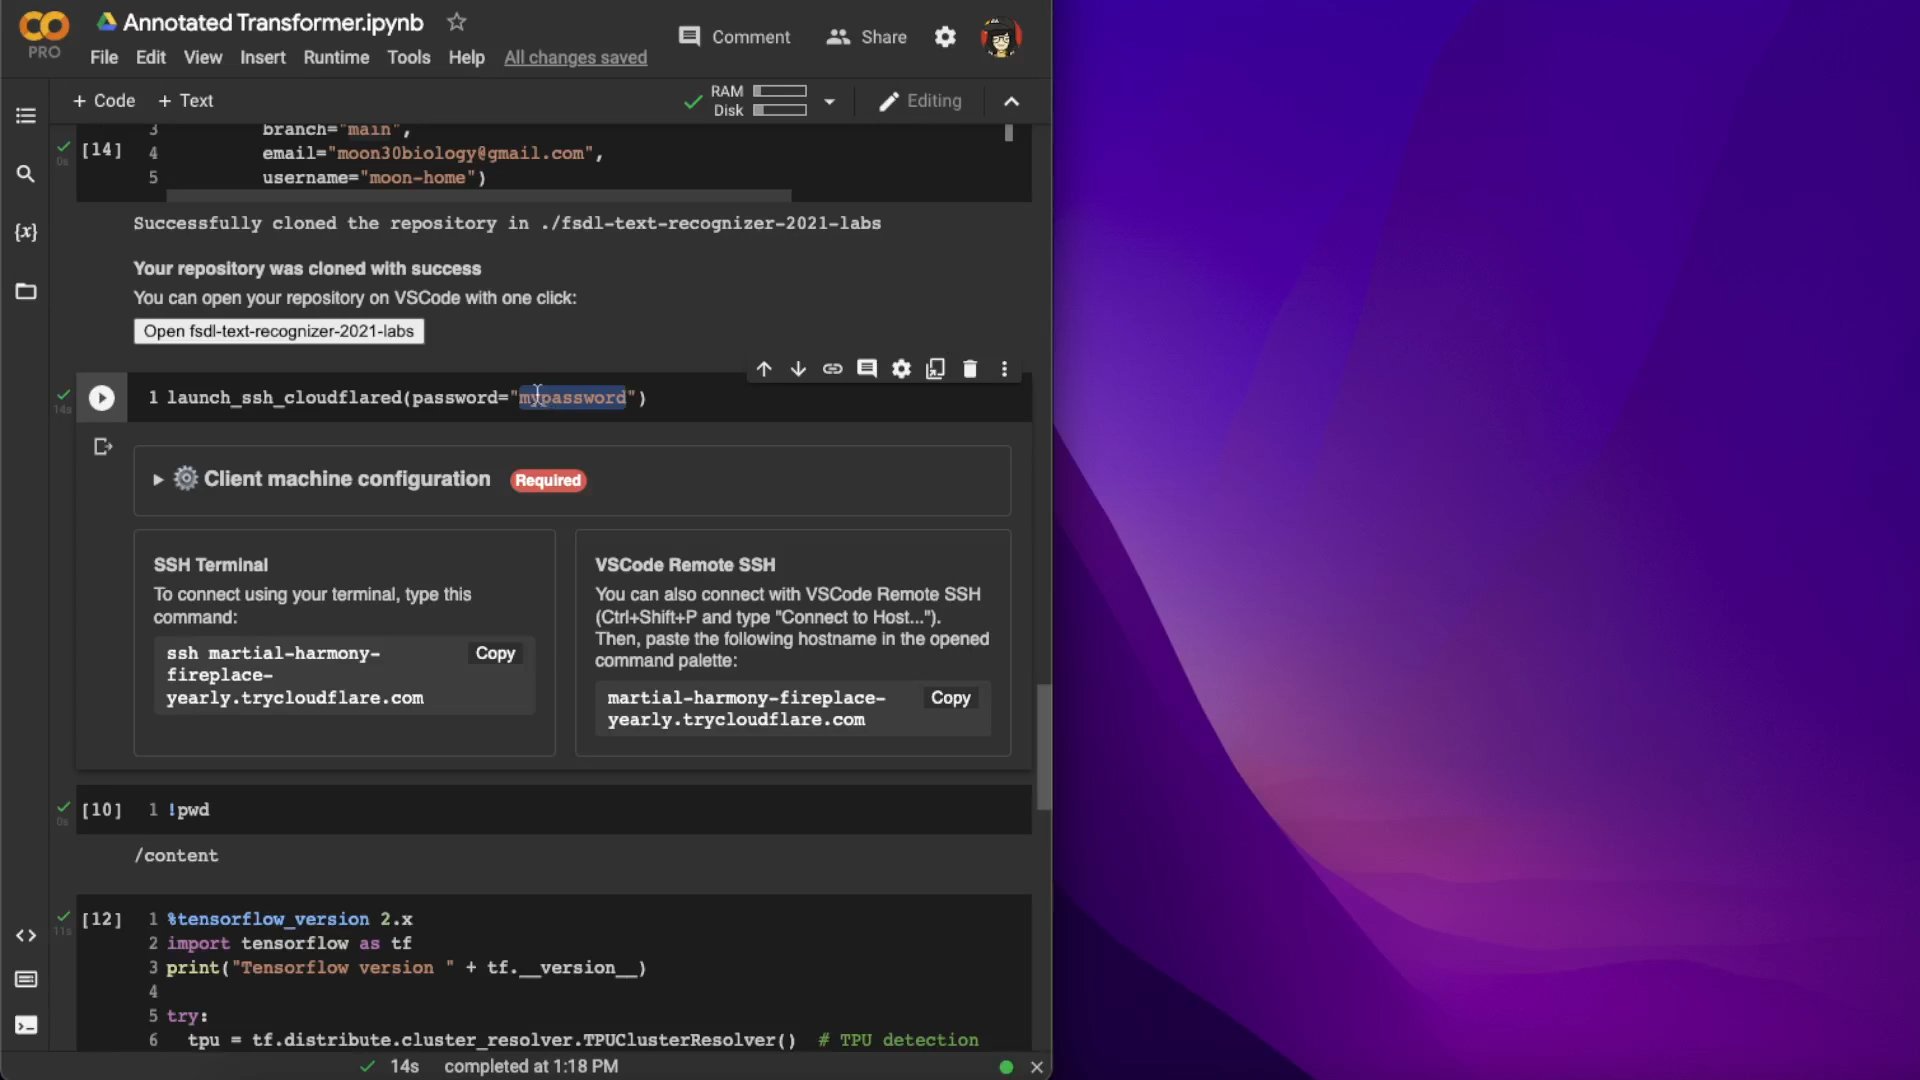 Annotated Transformer.ipynb
PRO
File Edit View Insert Runtime Tools Help All changes saved
Comment
Share
+ Code + Text
RAM
Disk
Editing
{x}
[14]
0s
3 branch="main",
4 email="moon30biology@gmail.com",
5 username="moon-home")
Successfully cloned the repository in ./fsdl-text-recognizer-2021-labs
Your repository was cloned with success
You can open your repository on VSCode with one click:
Open fsdl-text-recognizer-2021-labs
14s
1 launch_ssh_cloudflared(password="mypassword")
Client machine configuration Required
SSH Terminal
To connect using your terminal, type this
command:
ssh martial-harmony-
fireplace-
yearly.trycloudflare.com
Copy
VSCode Remote SSH
You can also connect with VSCode Remote SSH
(Ctrl+Shift+P and type "Connect to Host...").
Then, paste the following hostname in the opened
command palette:
martial-harmony-fireplace-
yearly.trycloudflare.com
Copy
[10]
0s
1 !pwd
/content
[12]
11s
1 %tensorflow_version 2.x
2 import tensorflow as tf
3 print("Tensorflow version " + tf.__version__)
4
5 try:
6 tpu = tf.distribute.cluster_resolver.TPUClusterResolver() # TPU detection
14s completed at 1:18 PM